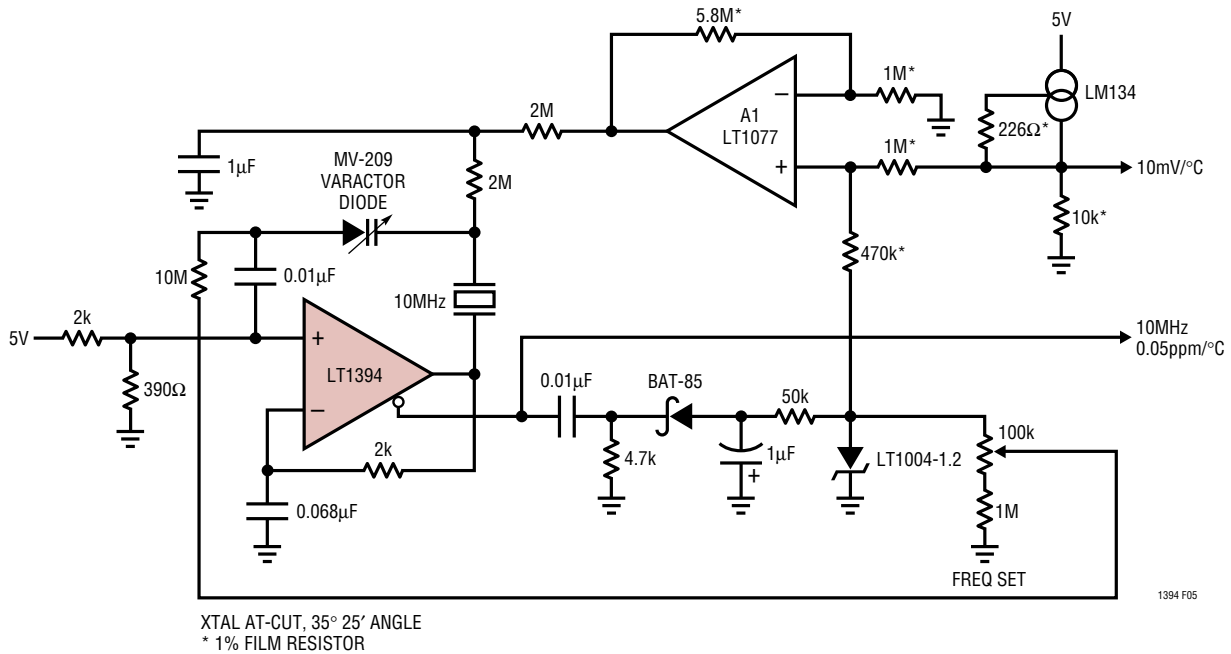 5.8M*
5V
1M*
LM134
226Ω*
A1
LT1077
2M
1M*
10mV/°C
1µF
MV-209
VARACTOR
DIODE
2M
10k*
470k*
10M
0.01µF
10MHz
2k
5V
10MHz
0.05ppm/°C
LT1394
390Ω
0.01µF
BAT-85
50k
100k
2k
4.7k
1µF
LT1004-1.2
0.068µF
1M
FREQ SET
1394 F05
XTAL AT-CUT, 35° 25′ ANGLE
* 1% FILM RESISTOR